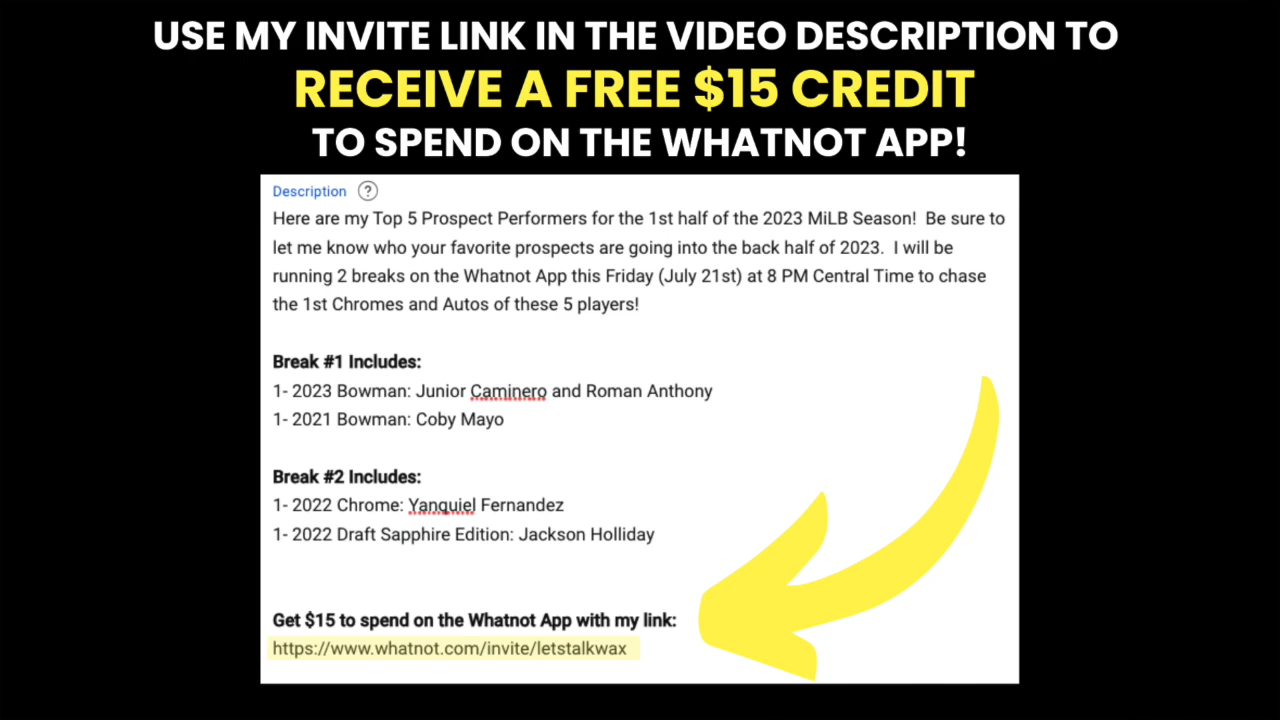 USE MY INVITE LINK IN THE VIDEO DESCRIPTION TO
RECEIVE A FREE $15 CREDIT
TO SPEND ON THE WHATNOT APP!
Description ?
Here are my Top 5 Prospect Performers for the 1st half of the 2023 MiLB Season!  Be sure to
let me know who your favorite prospects are going into the back half of 2023.  I will be
running 2 breaks on the Whatnot App this Friday (July 21st) at 8 PM Central Time to chase
the 1st Chromes and Autos of these 5 players!
Break #1 Includes:
1- 2023 Bowman: Junior Caminero and Roman Anthony
1- 2021 Bowman: Coby Mayo
Break #2 Includes:
1- 2022 Chrome: Yanquiel Fernandez
1- 2022 Draft Sapphire Edition: Jackson Holliday
Get $15 to spend on the Whatnot App with my link:
https://www.whatnot.com/invite/letstalkwax